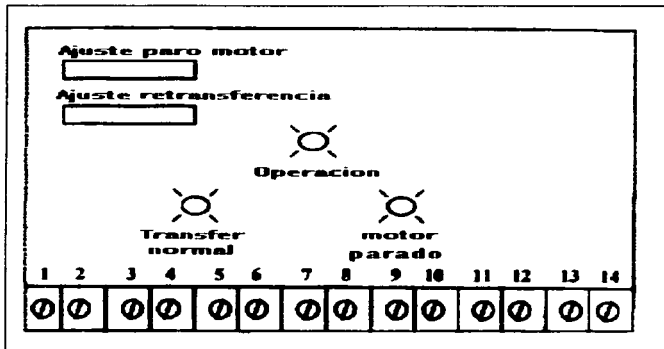 Ajuste paro motor
Ajuste retransferencia
Operacion
Transfer
normal
motor
parado
1 2 3 4 5 6 7 8 9 10 11 12 13 14